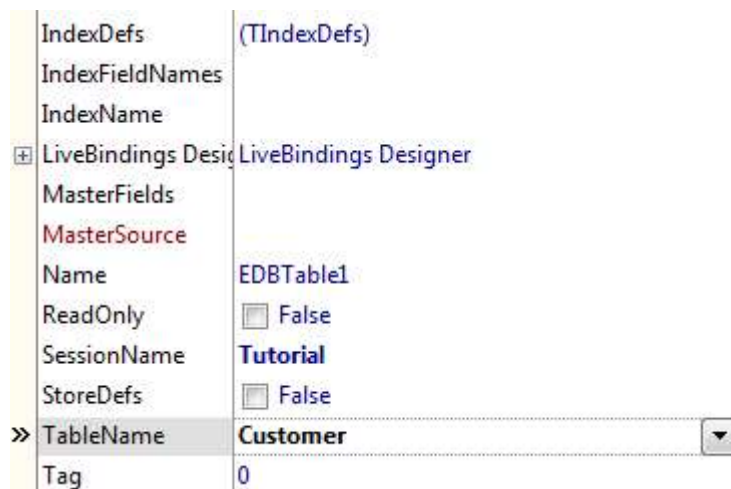 IndexDefs (TIndexDefs)
IndexFieldNames
IndexName
LiveBindings Desig LiveBindings Designer
MasterFields
MasterSource
Name EDBTable1
ReadOnly False
SessionName Tutorial
StoreDefs False
TableName Customer
Tag 0